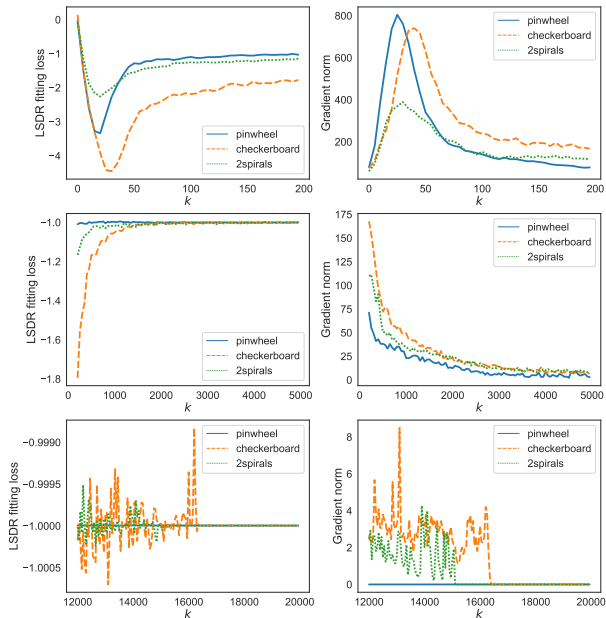 LSDR fitting loss
0
−1
−2
−3
−4
pinwheel
checkerboard
2spirals
0 50 100 150 200
k
Gradient norm
800
600
400
200
pinwheel
checkerboard
2spirals
0 50 100 150 200
k
LSDR fitting loss
−1.0
−1.2
−1.4
−1.6
−1.8
pinwheel
checkerboard
2spirals
0 1000 2000 3000 4000 5000
k
Gradient norm
175
150
125
100
75
50
25
0
pinwheel
checkerboard
2spirals
0 1000 2000 3000 4000 5000
k
LSDR fitting loss
−0.9990
−0.9995
−1.0000
−1.0005
pinwheel
checkerboard
2spirals
12000 14000 16000 18000 20000
k
Gradient norm
8
6
4
2
0
pinwheel
checkerboard
2spirals
12000 14000 16000 18000 20000
k